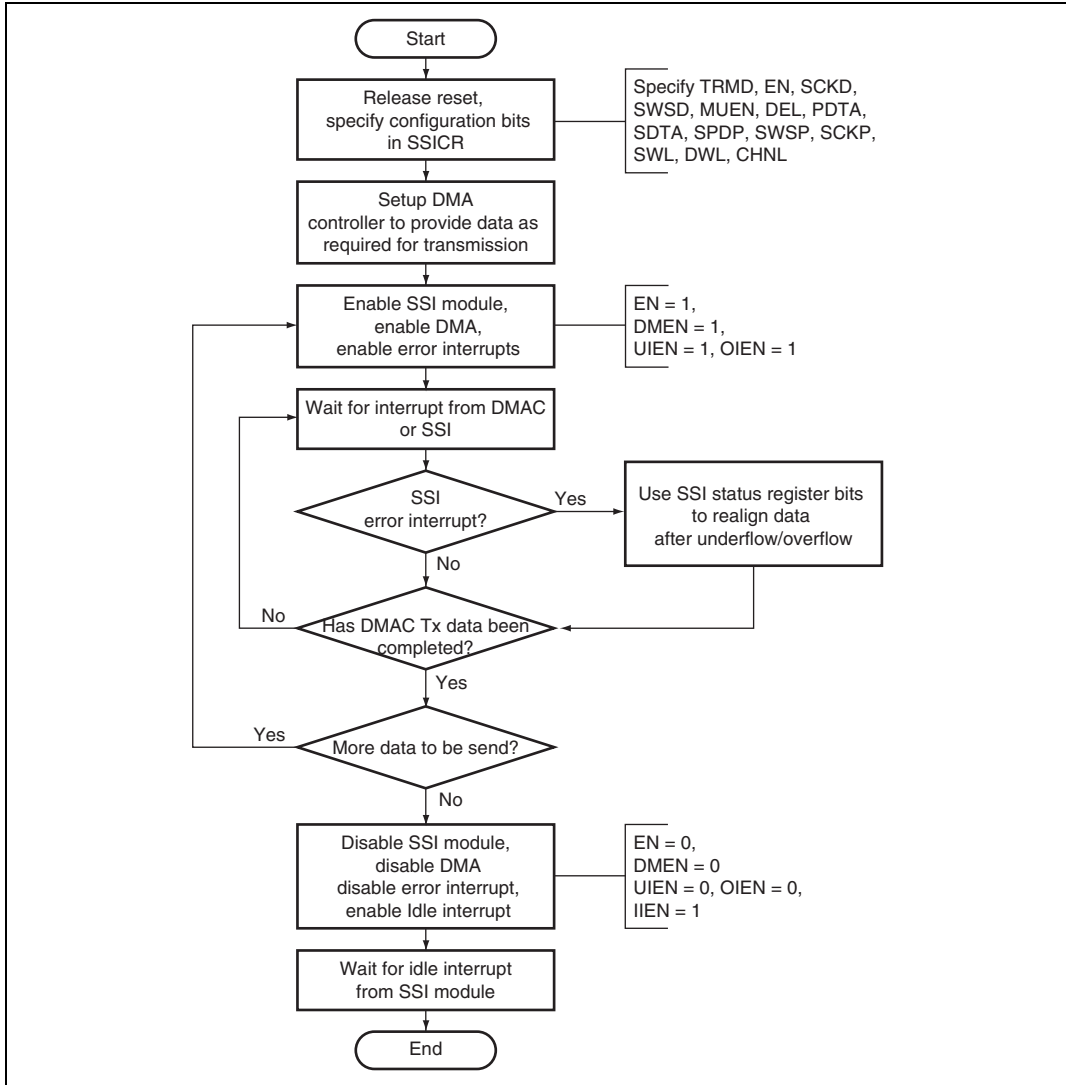 Start
Release reset,
specify configuration bits
in SSICR
Specify TRMD, EN, SCKD,
SWSD, MUEN, DEL, PDTA,
SDTA, SPDP, SWSP, SCKP,
SWL, DWL, CHNL
Setup DMA
controller to provide data as
required for transmission
Enable SSI module,
enable DMA,
enable error interrupts
EN = 1,
DMEN = 1,
UIEN = 1, OIEN = 1
Wait for interrupt from DMAC
or SSI
SSI
error interrupt?
Yes
Use SSI status register bits
to realign data
after underflow/overflow
No
No
Has DMAC Tx data been
completed?
Yes
Yes
More data to be send?
No
Disable SSI module,
disable DMA
disable error interrupt,
enable Idle interrupt
EN = 0,
DMEN = 0
UIEN = 0, OIEN = 0,
IIEN = 1
Wait for idle interrupt
from SSI module
End